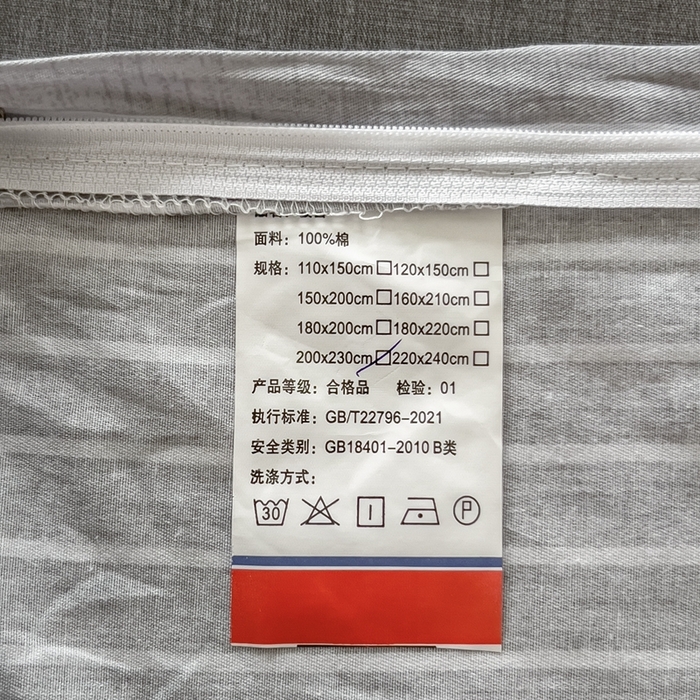 面料：100%棉
规格：110x150cm□120x150cm□
150x200cm□160x210cm□
180x200cm□180x220cm□
200x230cm□220x240cm□
产品等级：合格品 检验：01
执行标准：GB/T22796–2021
安全类别：GB18401–2010 B类
洗涤方式：
30 P